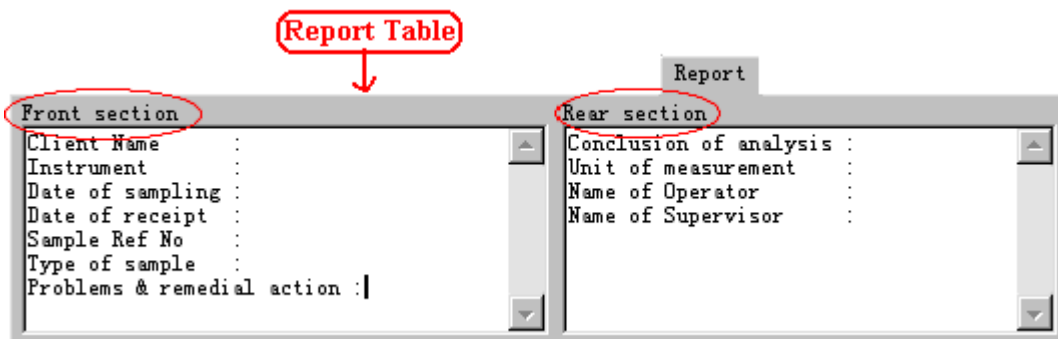 Report Table
Report
Front section
Client Name :
Instrument :
Date of sampling :
Date of receipt :
Sample Ref No :
Type of sample :
Problems & remedial action :
Rear section
Conclusion of analysis :
Unit of measurement :
Name of Operator :
Name of Supervisor :